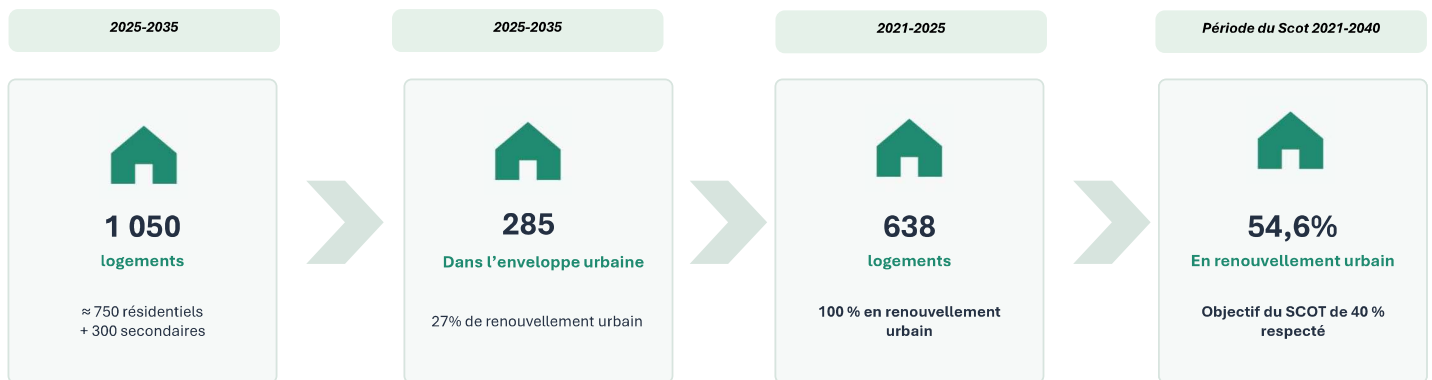 2025-2035
1 050
logements
≈ 750 résidentiels
+ 300 secondaires
2025-2035
285
Dans l’enveloppe urbaine
27% de renouvellement urbain
2021-2025
638
logements
100 % en renouvellement
urbain
Période du Scot 2021-2040
54,6%
En renouvellement urbain
Objectif du SCOT de 40 %
respecté